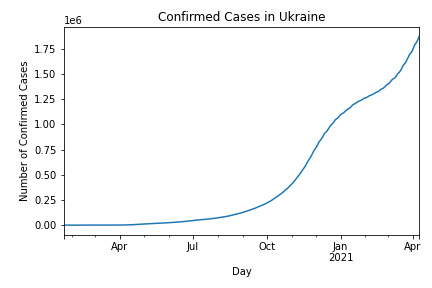 Confirmed Cases in Ukraine
1e6
1.75
1.50
1.25
1.00
0.75
0.50
0.25
0.00
Number of Confirmed Cases
Apr Jul Oct Jan Apr
2021
Day